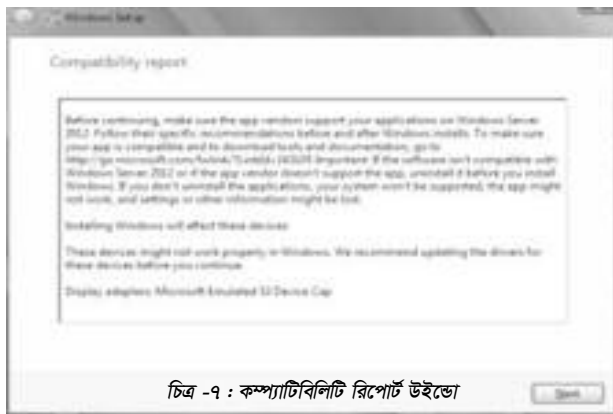 Windows Setup
Compatibility report
Before continuing, make sure the app vendors support your applications on Windows Server
2012. Follow their specific recommendations before and after Windows installs. To make sure
your app is compatible and to download tools and documentation, go to
Important: If the software isn't compatible with
Windows Server 2012 or if the app vendor doesn't support the app, uninstall it before you install
Windows. If you don't uninstall the applications, your system won't be supported, the app might
not work, and settings or other information might be lost.
Installing Windows will affect these devices:
These devices might not work properly in Windows. We recommend updating the drivers for
these devices before you continue.
Display adapters: Microsoft Emulated S3 Device Cap
চিত্র -৭ : কম্প্যাটিবিলিটি রিপোর্ট উইন্ডো
Next